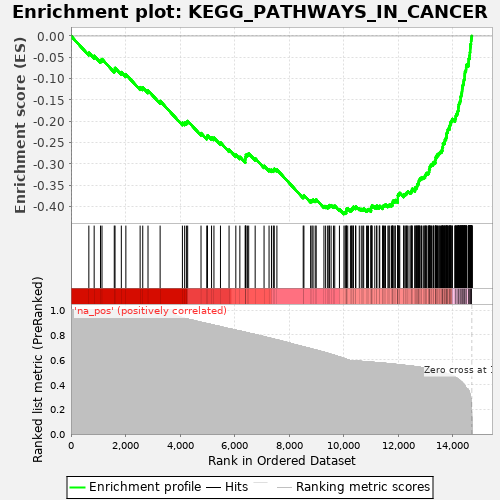 Enrichment plot: KEGG_PATHWAYS_IN_CANCER
Enrichment score (ES)
0.00
-0.05
-0.10
-0.15
-0.20
-0.25
-0.30
-0.35
-0.40
Ranked list metric (PreRanked)
'na_pos' (positively correlated)
Zero cross at 1
1.0
0.8
0.6
0.4
0.2
0.0
0
2,000
4,000
6,000
8,000
10,000
12,000
14,000
Rank in Ordered Dataset
Enrichment profile
Hits
Ranking metric scores